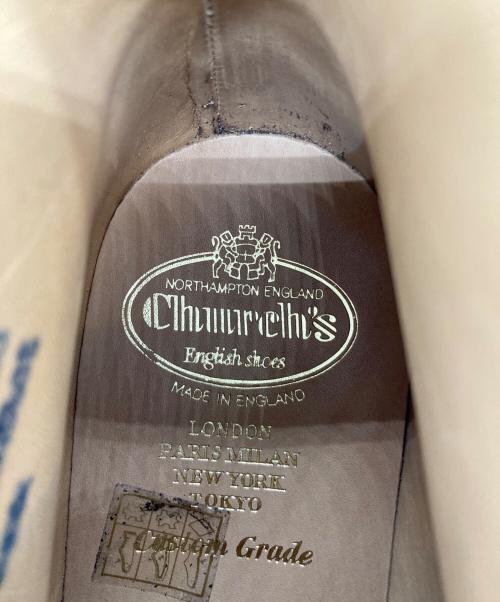 NORTHAMPTON ENGLAND
Church's
English shoes
MADE IN ENGLAND
LONDON
PARIS MILAN
NEW YORK
TOKYO
Custom Grade